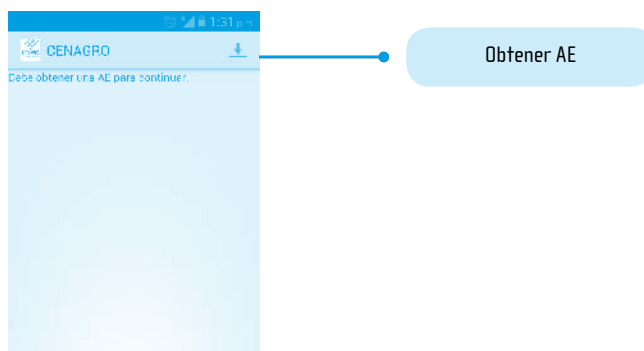 1:31 p.m.
CENAGRO
Debe obtener una AE para continuar.
Obtener AE